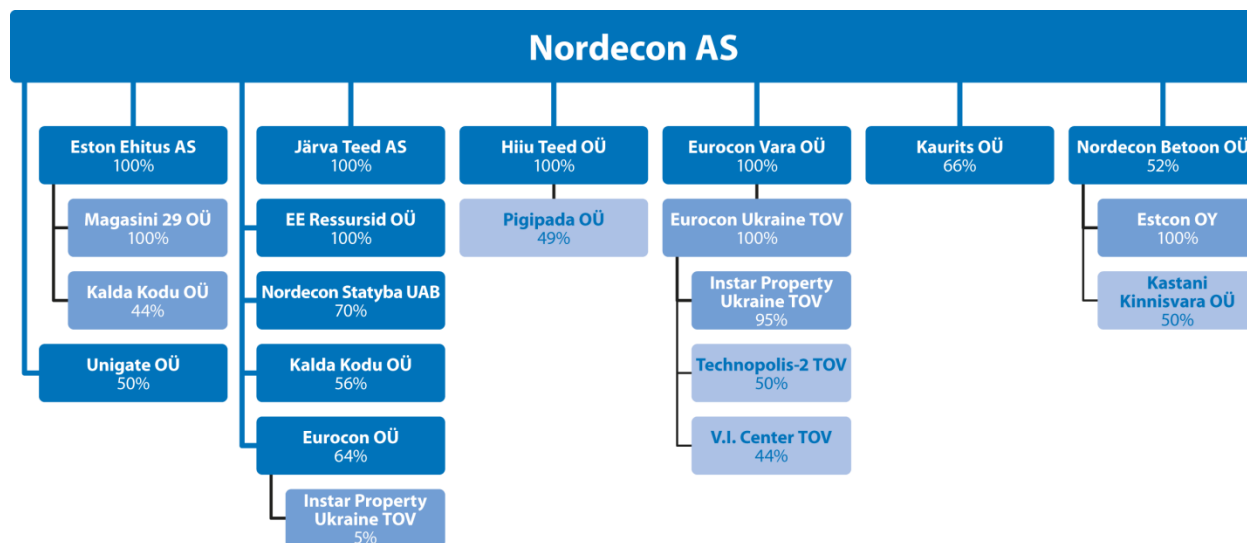 Nordecon AS
Eston Ehitus AS
100%
Magasini 29 OÜ
100%
Kalda Kodu OÜ
44%
Unigate OÜ
50%
Järva Teed AS
100%
EE Ressursid OÜ
100%
Nordecon Statyba UAB
70%
Kalda Kodu OÜ
56%
Eurocon OÜ
64%
Instar Property
Ukraine TOV
5%
Hiiu Teed OÜ
100%
Pigipada OÜ
49%
Eurocon Vara OÜ
100%
Eurocon Ukraine TOV
100%
Instar Property
Ukraine TOV
95%
Technopolis-2 TOV
50%
V.I. Center TOV
44%
Kaurits OÜ
66%
Nordecon Betoon OÜ
52%
Estcon OY
100%
Kastani
Kinnisvara OÜ
50%